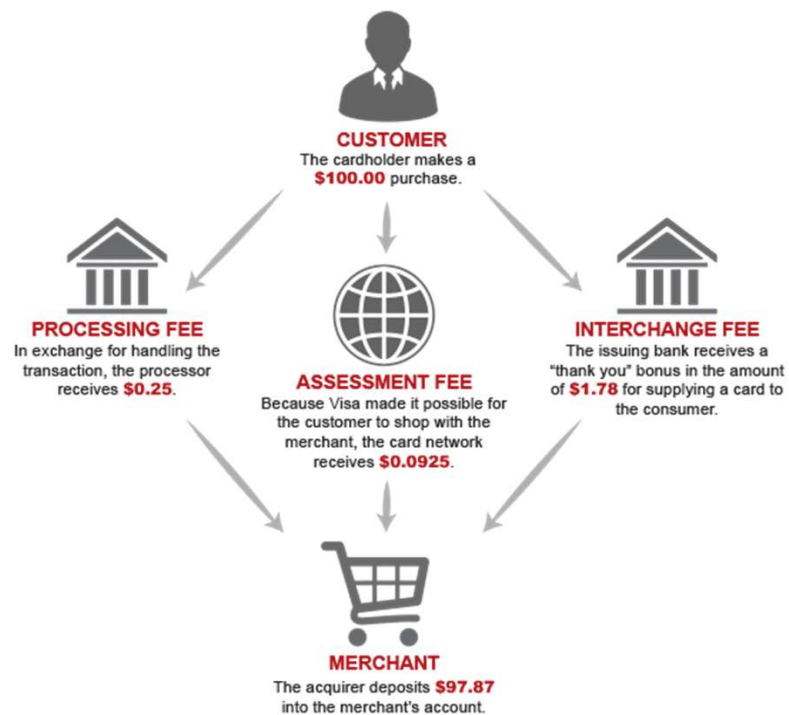 CUSTOMER
The cardholder makes a
$100.00 purchase.
PROCESSING FEE
In exchange for handling the
transaction, the processor
receives $0.25.
ASSESSMENT FEE
Because Visa made it possible for
the customer to shop with the
merchant, the card network
receives $0.0925.
INTERCHANGE FEE
The issuing bank receives a
“thank you” bonus in the amount
of $1.78 for supplying a card to
the consumer.
MERCHANT
The acquirer deposits $97.87
into the merchant’s account.